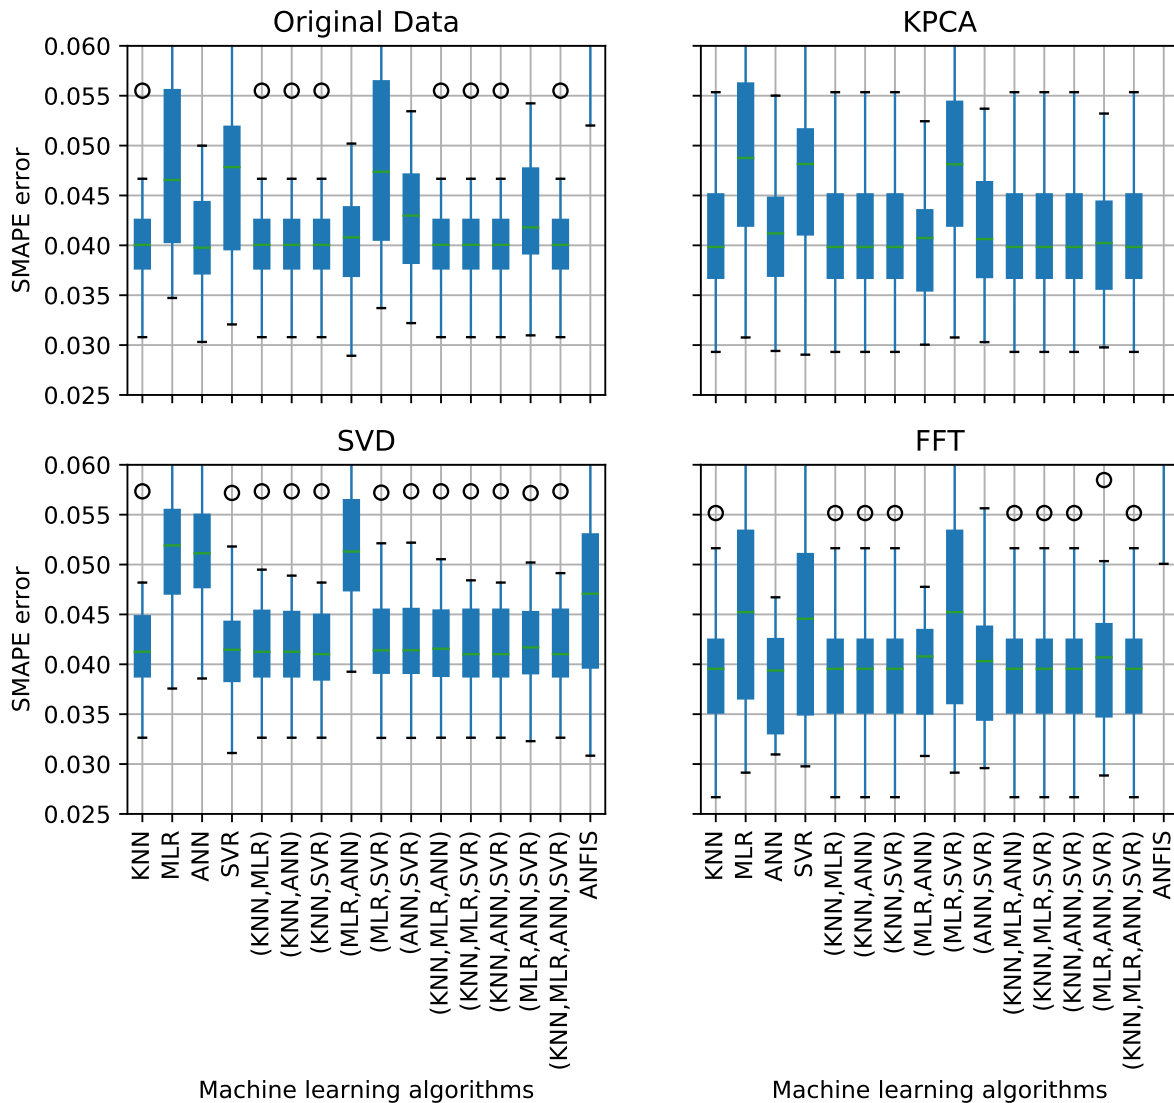 Original Data
KPCA
SMAPE error
0.060
0.055
0.050
0.045
0.040
0.035
0.030
0.025
SVD
FFT
SMAPE error
0.060
0.055
0.050
0.045
0.040
0.035
0.030
0.025
KNN
MLR
ANN
SVR
(KNN,MLR)
(KNN,ANN)
(KNN,SVR)
(MLR,ANN)
(MLR,SVR)
(ANN,SVR)
(KNN,MLR,ANN)
(KNN,MLR,SVR)
(KNN,ANN,SVR)
(MLR,ANN,SVR)
(KNN,MLR,ANN,SVR)
ANFIS
KNN
MLR
ANN
SVR
(KNN,MLR)
(KNN,ANN)
(KNN,SVR)
(MLR,ANN)
(MLR,SVR)
(ANN,SVR)
(KNN,MLR,ANN)
(KNN,MLR,SVR)
(KNN,ANN,SVR)
(MLR,ANN,SVR)
(KNN,MLR,ANN,SVR)
ANFIS
Machine learning algorithms
Machine learning algorithms